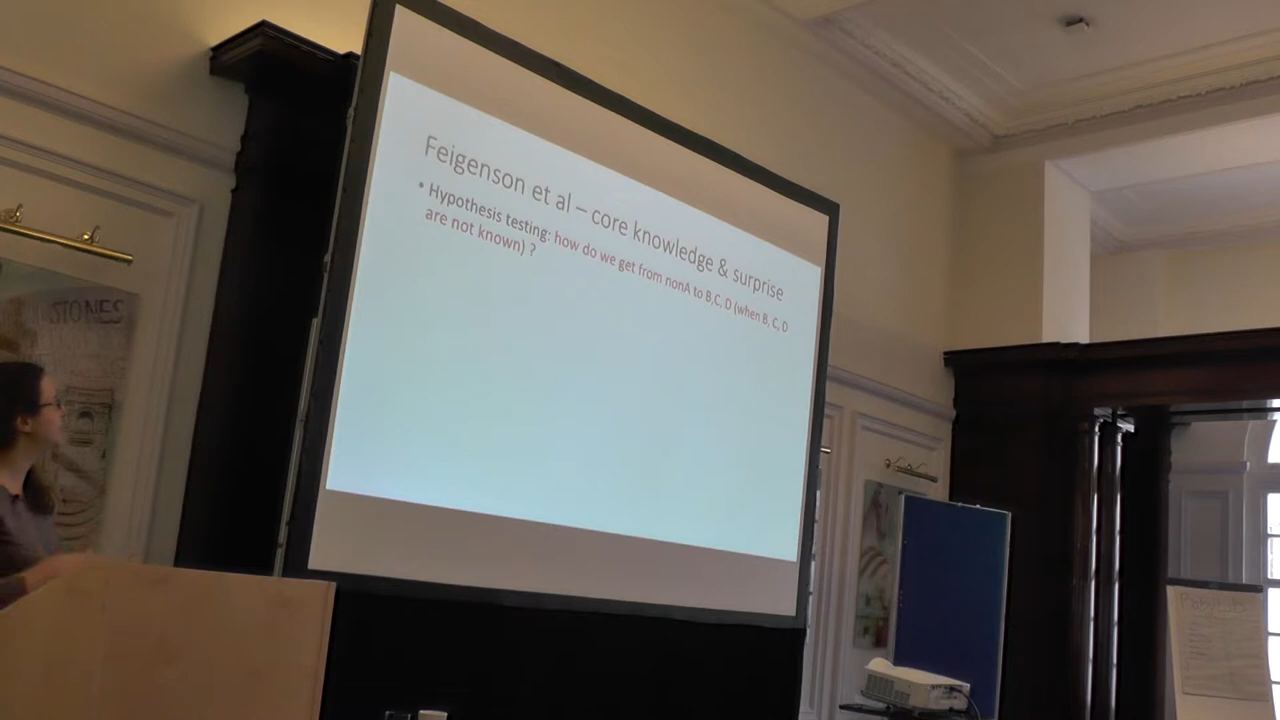 Feigenson et al – core knowledge & surprise
• Hypothesis testing: how do we get from nonA to B,C, D (when B, C, D
are not known) ?
STONES
BabyLab